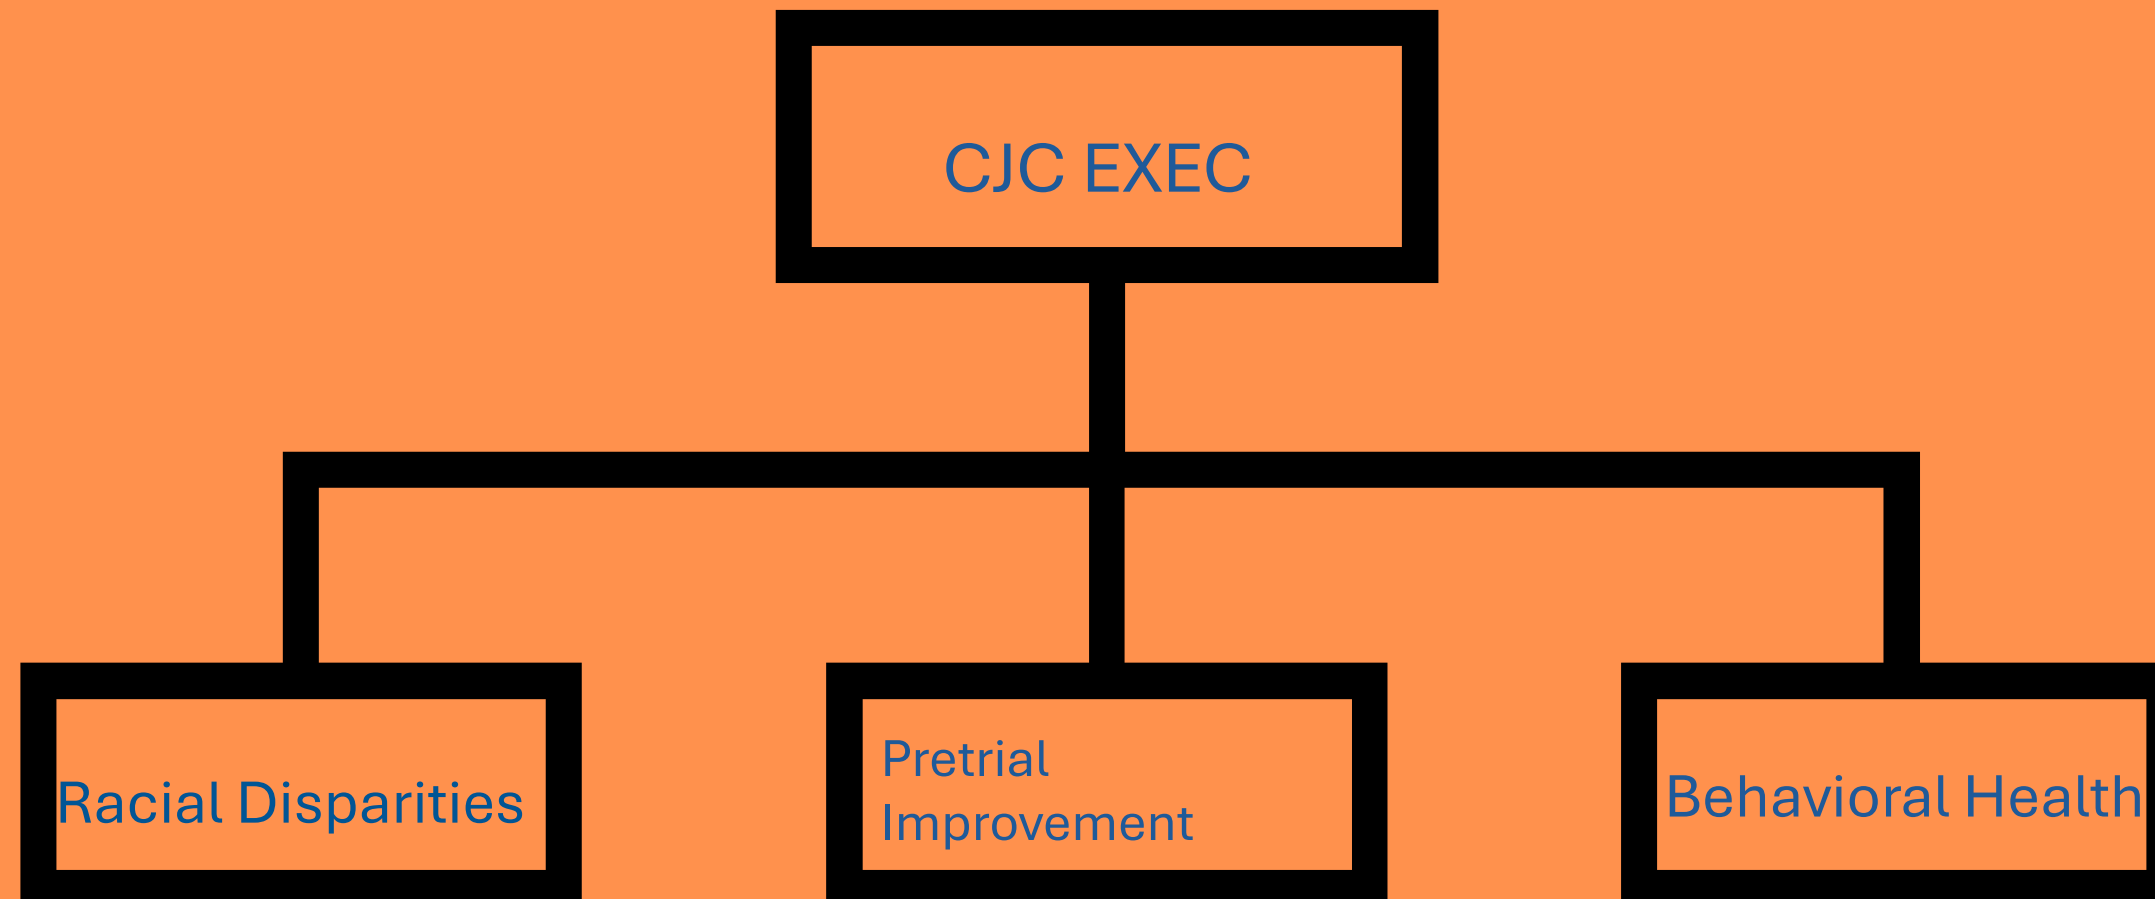 CJC EXEC
Racial Disparities
Pretrial
Improvement
Behavioral Health